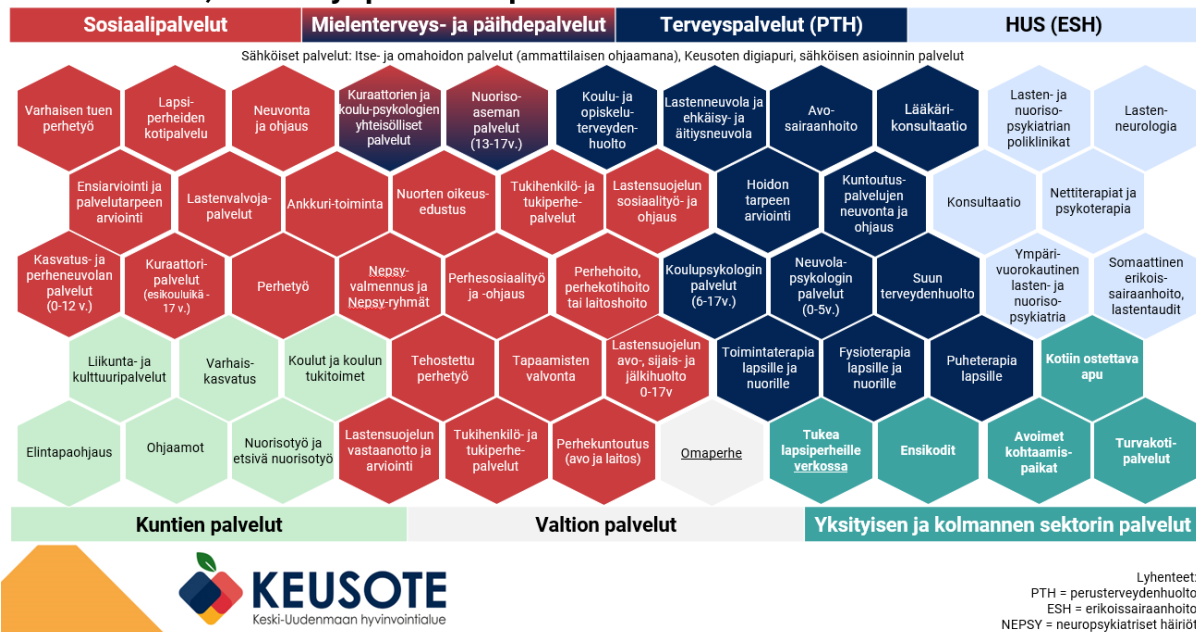 Sosiaalipalvelut
Mielenterveys- ja päihdepalvelut
Terveyspalvelut (PTH)
HUS (ESH)
Sähköiset palvelut: Itse- ja omahoidon palvelut (ammattilaisen ohjaamana), Keusoten digiapuri, sähköisen asioinnin palvelut
Varhaisen tuen
perhetyö
Lapsi-
perheiden
kotipalvelu
Neuvonta
ja ohjaus
Kuraattorien ja
koulu-psykologien
yhteisölliset
palvelut
Nuoriso-
aseman
palvelut
(13-17v.)
Koulu- ja
opiskelu-
terveyden-
huolto
Lastenneuvola ja
ehkäisy- ja
äitiysneuvola
Avo-
sairaanhoito
Lääkäri-
konsultaatio
Lasten- ja
nuoriso-
psykiatrian
poliklinikat
Lasten-
neurologia
Ensiarviointi ja
palvelutarpeen
arviointi
Lastenvalvoja-
palvelut
Ankkuri-toiminta
Nuorten oikeus-
edustus
Tukihenkilö- ja
tukiperhe-
palvelut
Lastensuojelun
sosiaalityö- ja
ohjaus
Hoidon
tarpeen
arviointi
Kuntoutus-
palvelujen
neuvonta ja
ohjaus
Konsultaatio
Nettiterapiat ja
psykoterapia
Kasvatus- ja
perheneuvolan
palvelut
(0-12 v.)
Kuraattori-
palvelut
(esikouluikä -
17 v.)
Perhetyö
Nepsy-
valmennus ja
Nepsy-ryhmät
Perhesosiaalityö
ja -ohjaus
Perhehoito,
perhekotihoito
tai laitoshoito
Koulupsykologin
palvelut
(6-17v.)
Neuvola-
psykologin
palvelut
(0-5v.)
Suun
terveydenhuolto
Ympäri-
vuorokautinen
lasten- ja
nuoriso-
psykiatria
Somaattinen
erikois-
sairaanhoito,
lastentaudit
Liikunta- ja
kulttuuripalvelut
Varhais-
kasvatus
Koulut ja koulun
tukitoimet
Tehostettu
perhetyö
Tapaamisten
valvonta
Lastensuojelun
avo-, sijais- ja
jälkihuolto
0-17v
Toimintaterapia
lapsille ja
nuorille
Fysioterapia
lapsille ja
nuorille
Puheterapia
lapsille
Kotiin ostettava
apu
Elintapaohjaus
Ohjaamot
Nuorisotyö ja
etsivä nuorisotyö
Lastensuojelun
vastaanotto ja
arviointi
Tukihenkilö- ja
tukiperhe-
palvelut
Perhekuntoutus
(avo ja laitos)
Omaperhe
Tukea
lapsiperheille
verkossa
Ensikodit
Avoimet
kohtaamis-
paikat
Turvakoti-
palvelut
Kuntien palvelut
Valtion palvelut
Yksityisen ja kolmannen sektorin palvelut
KEUSOTE
Keski-Uudenmaan hyvinvointialue
Lyhenteet:
PTH = perusterveydenhuolto
ESH = erikoissairaanhoito
NEPSY = neuropsykiatriset häiriöt